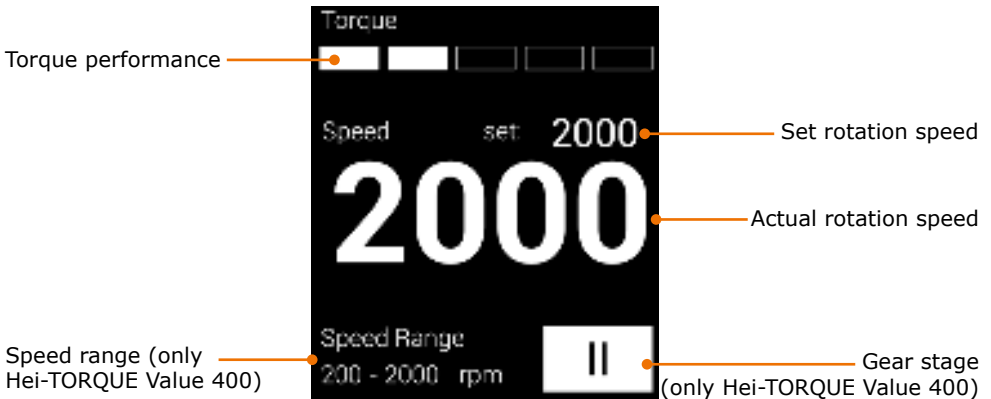 Torque
Torque performance
Speed set: 2000
Set rotation speed
2000
Actual rotation speed
Speed Range
200 - 2000 rpm
II
Speed range (only
Hei-TORQUE Value 400)
Gear stage
(only Hei-TORQUE Value 400)